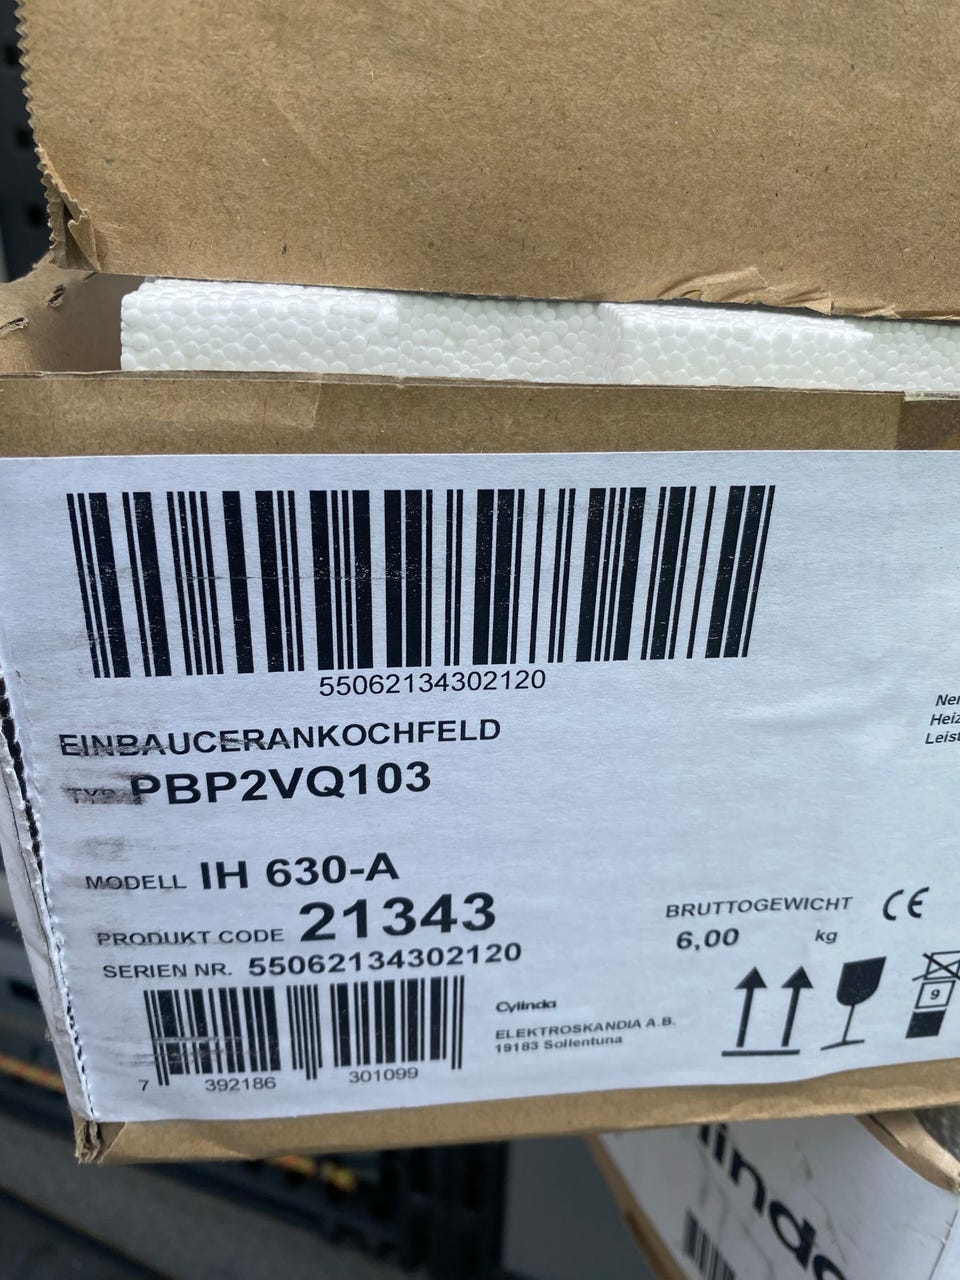 55062134302120
EINBAUCERANKOCHFELD
TYP PBP2VQ103
MODELL IH 630-A
PRODUKT CODE 21343
SERIEN NR. 55062134302120
7 392186 301099
Cylinda
ELEKTROSKANDIA A.B.
19183 Sollentuna
BRUTTOGEWICHT CE
6,00 kg
9